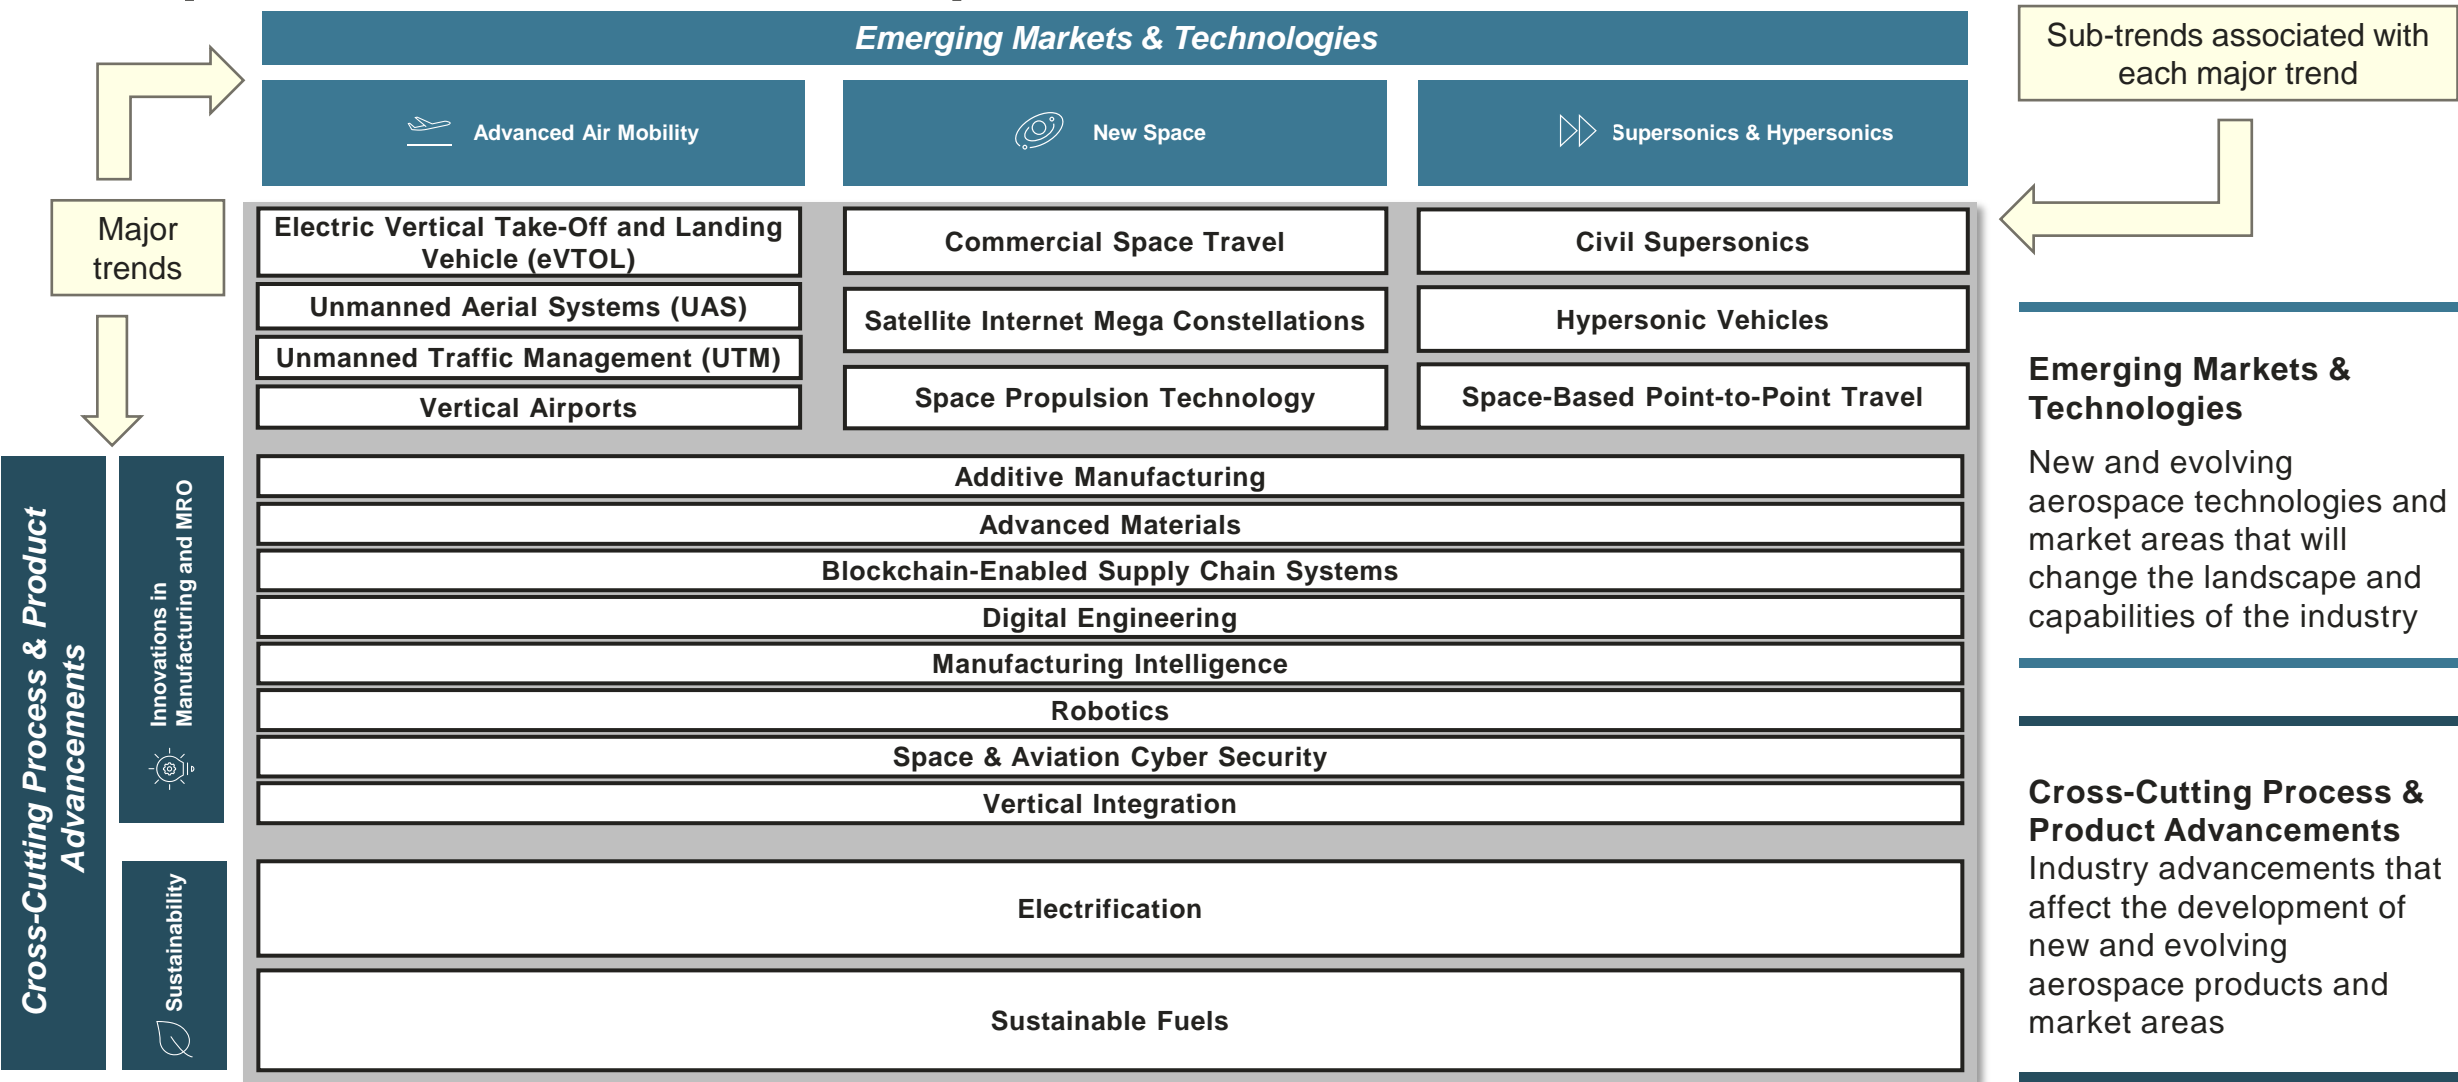 Emerging Markets & Technologies
Sub-trends associated with
each major trend
Advanced Air Mobility
New Space
Supersonics & Hypersonics
Major
trends
Electric Vertical Take-Off and Landing
Vehicle (eVTOL)
Unmanned Aerial Systems (UAS)
Unmanned Traffic Management (UTM)
Vertical Airports
Commercial Space Travel
Satellite Internet Mega Constellations
Space Propulsion Technology
Civil Supersonics
Hypersonic Vehicles
Space-Based Point-to-Point Travel
Cross-Cutting Process & Product
Advancements
Innovations in
Manufacturing and MRO
Additive Manufacturing
Advanced Materials
Blockchain-Enabled Supply Chain Systems
Digital Engineering
Manufacturing Intelligence
Robotics
Space & Aviation Cyber Security
Vertical Integration
Sustainability
Electrification
Sustainable Fuels
Emerging Markets &
Technologies
New and evolving
aerospace technologies and
market areas that will
change the landscape and
capabilities of the industry
Cross-Cutting Process &
Product Advancements
Industry advancements that
affect the development of
new and evolving
aerospace products and
market areas